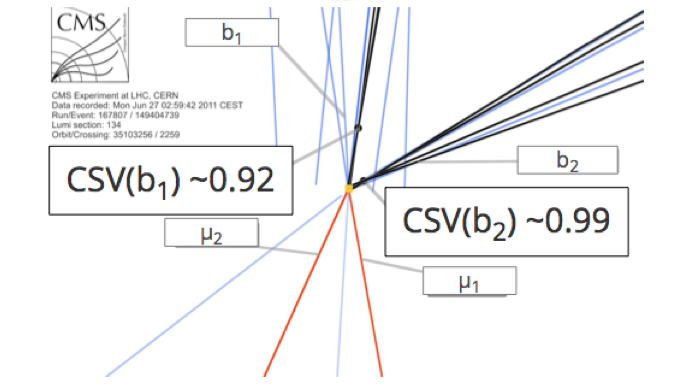 CMS
CMS Experiment at LHC, CERN
Data recorded: Mon Jun 27 02:59:42 2011 CEST
Run/Event: 167807 / 149404739
Lumi section: 134
Orbit/Crossing: 35103256 / 2259
b₁
CSV(b₁) ~0.92
b₂
CSV(b₂) ~0.99
μ₂
μ₁